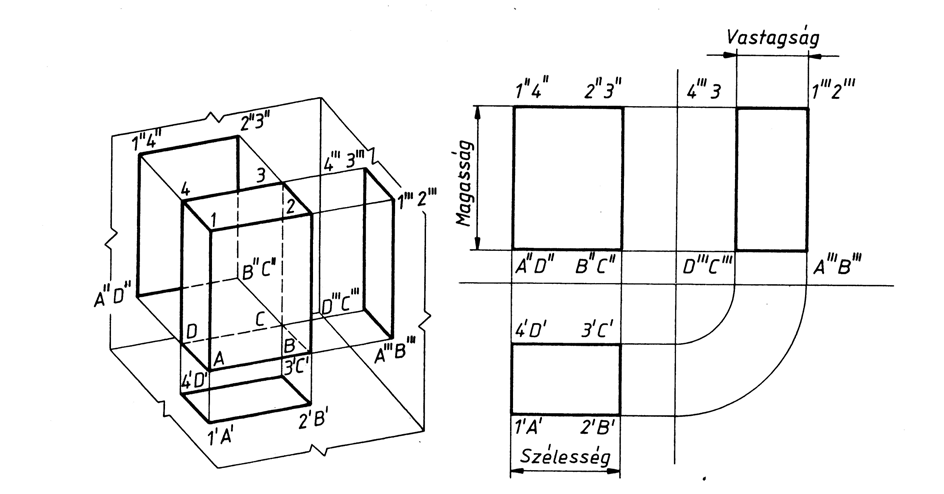 2"3"
1"4"
4 3 4''' 3'''
1 2 1''' 2'''
B"C"
A"D"
D'''C'''
C
D
A B A'''B'''
3'C'
4'D'
1'A' 2'B'
Vastagság
1"4" 2"3" 4''' 3 1'''2'''
Magasság
A"D" B"C" D'''C''' A'''B'''
4'D' 3'C'
1'A' 2'B'
Szélesség